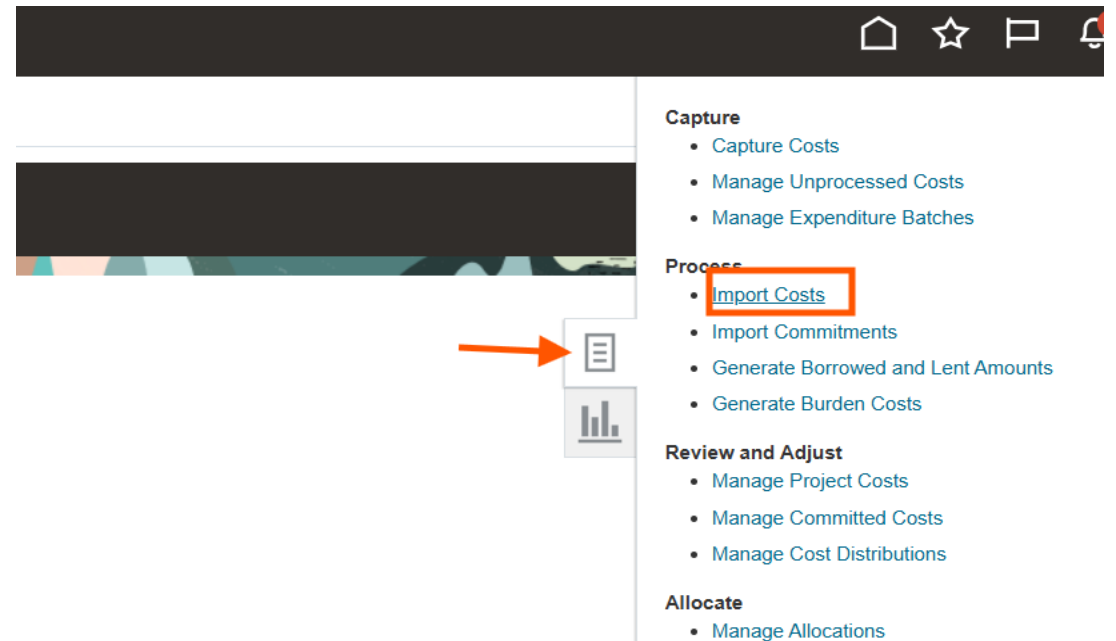 Capture
Capture Costs
Manage Unprocessed Costs
Manage Expenditure Batches
Process
Import Costs
Import Commitments
Generate Borrowed and Lent Amounts
Generate Burden Costs
Review and Adjust
Manage Project Costs
Manage Committed Costs
Manage Cost Distributions
Allocate
Manage Allocations